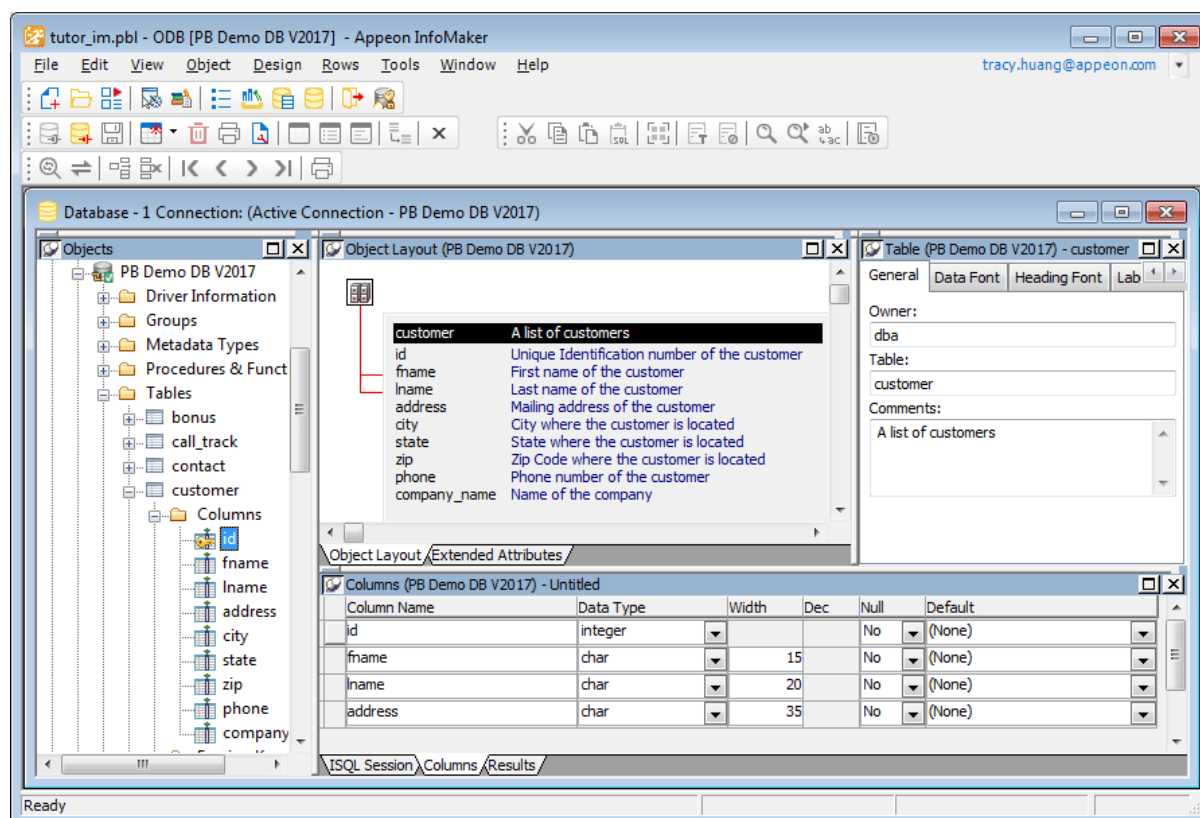 tutor_im.pbl - ODB [PB Demo DB V2017] - Appeon InfoMaker
File Edit View Object Design Rows Tools Window Help tracy.huang@appeon.com
SQL
ab
ac
Database - 1 Connection: (Active Connection - PB Demo DB V2017)
Objects
PB Demo DB V2017
Driver Information
Groups
Metadata Types
Procedures & Funct
Tables
bonus
call_track
contact
customer
Columns
id
fname
lname
address
city
state
zip
phone
company_
Object Layout (PB Demo DB V2017)
customer A list of customers
id Unique Identification number of the customer
fname First name of the customer
lname Last name of the customer
address Mailing address of the customer
city City where the customer is located
state State where the customer is located
zip Zip Code where the customer is located
phone Phone number of the customer
company_name Name of the company
Object Layout Extended Attributes
Table (PB Demo DB V2017) - customer
General Data Font Heading Font Lab
Owner:
dba
Table:
customer
Comments:
A list of customers
Columns (PB Demo DB V2017) - Untitled
Column Name Data Type Width Dec Null Default
id integer No (None)
fname char 15 No (None)
lname char 20 No (None)
address char 35 No (None)
ISQL Session Columns Results
Ready